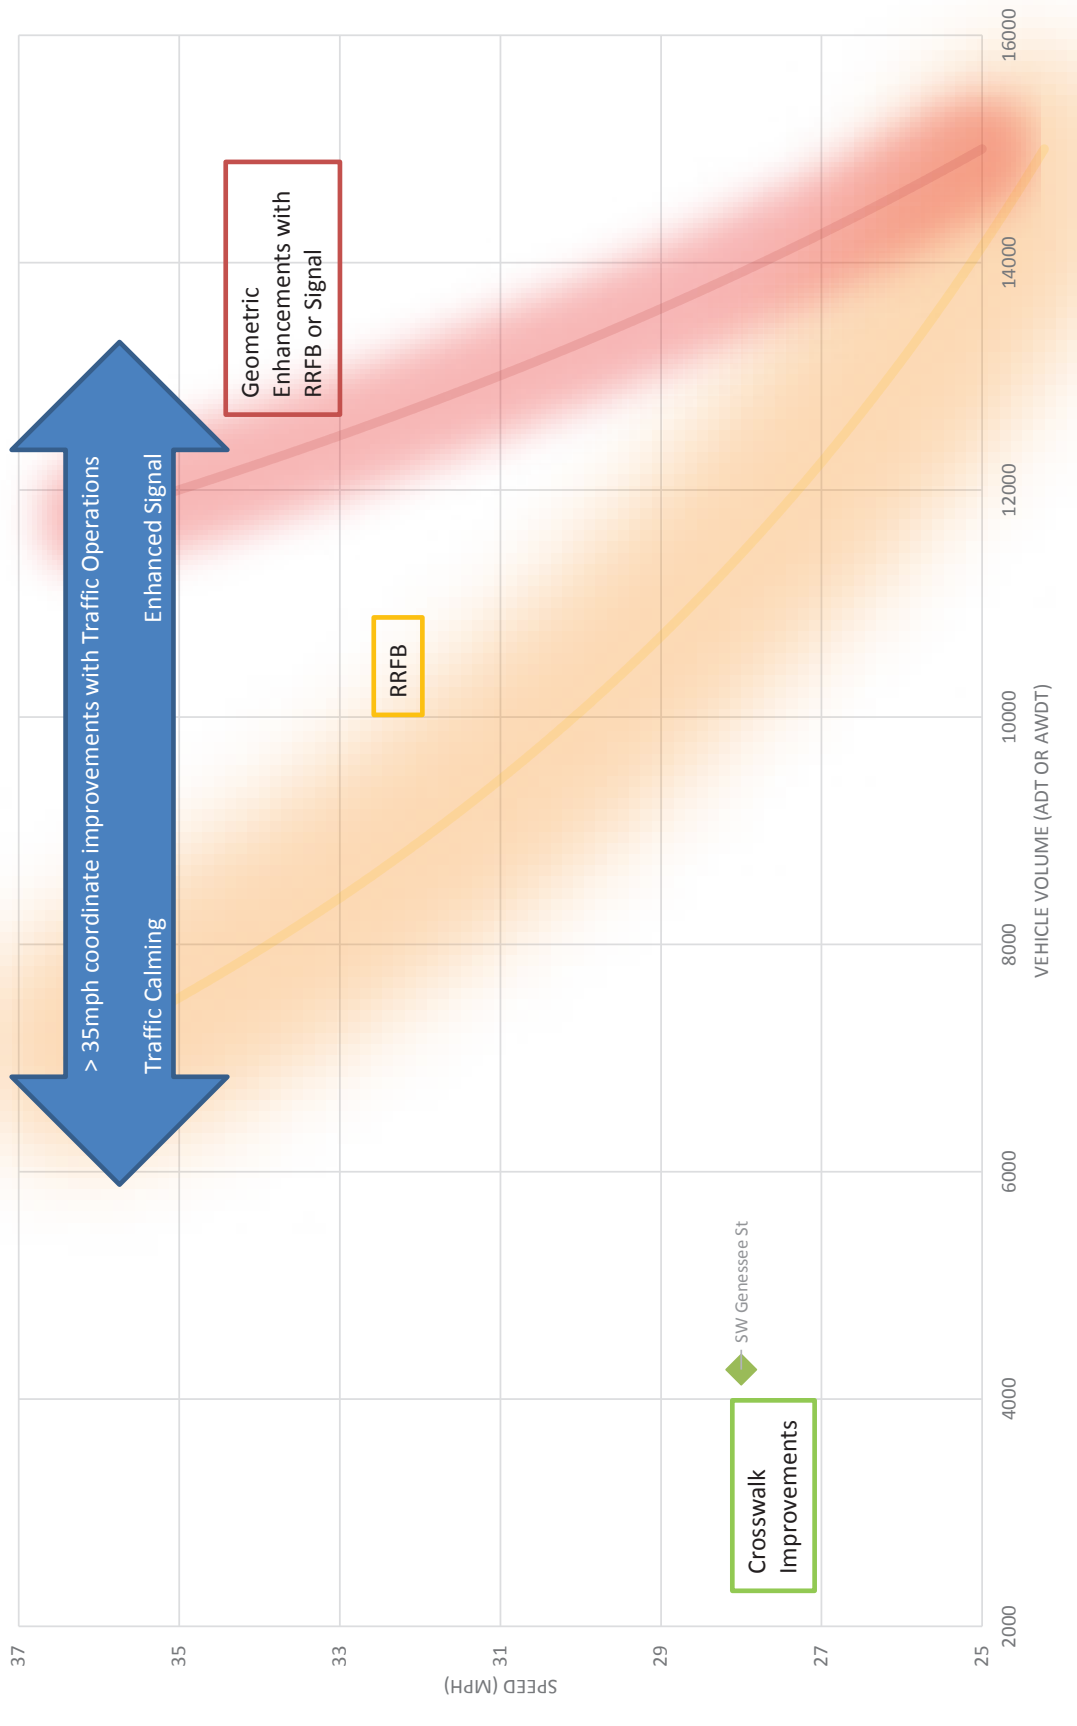 37
35
33
31
29
27
25
SPEED (MPH)
> 35mph coordinate improvements with Traffic Operations
Traffic Calming Enhanced Signal
Geometric
Enhancements with
RRFB or Signal
RRFB
SW Genessee St
Crosswalk
Improvements
2000 4000 6000 8000 10000 12000 14000 16000
VEHICLE VOLUME (ADT OR AWDT)